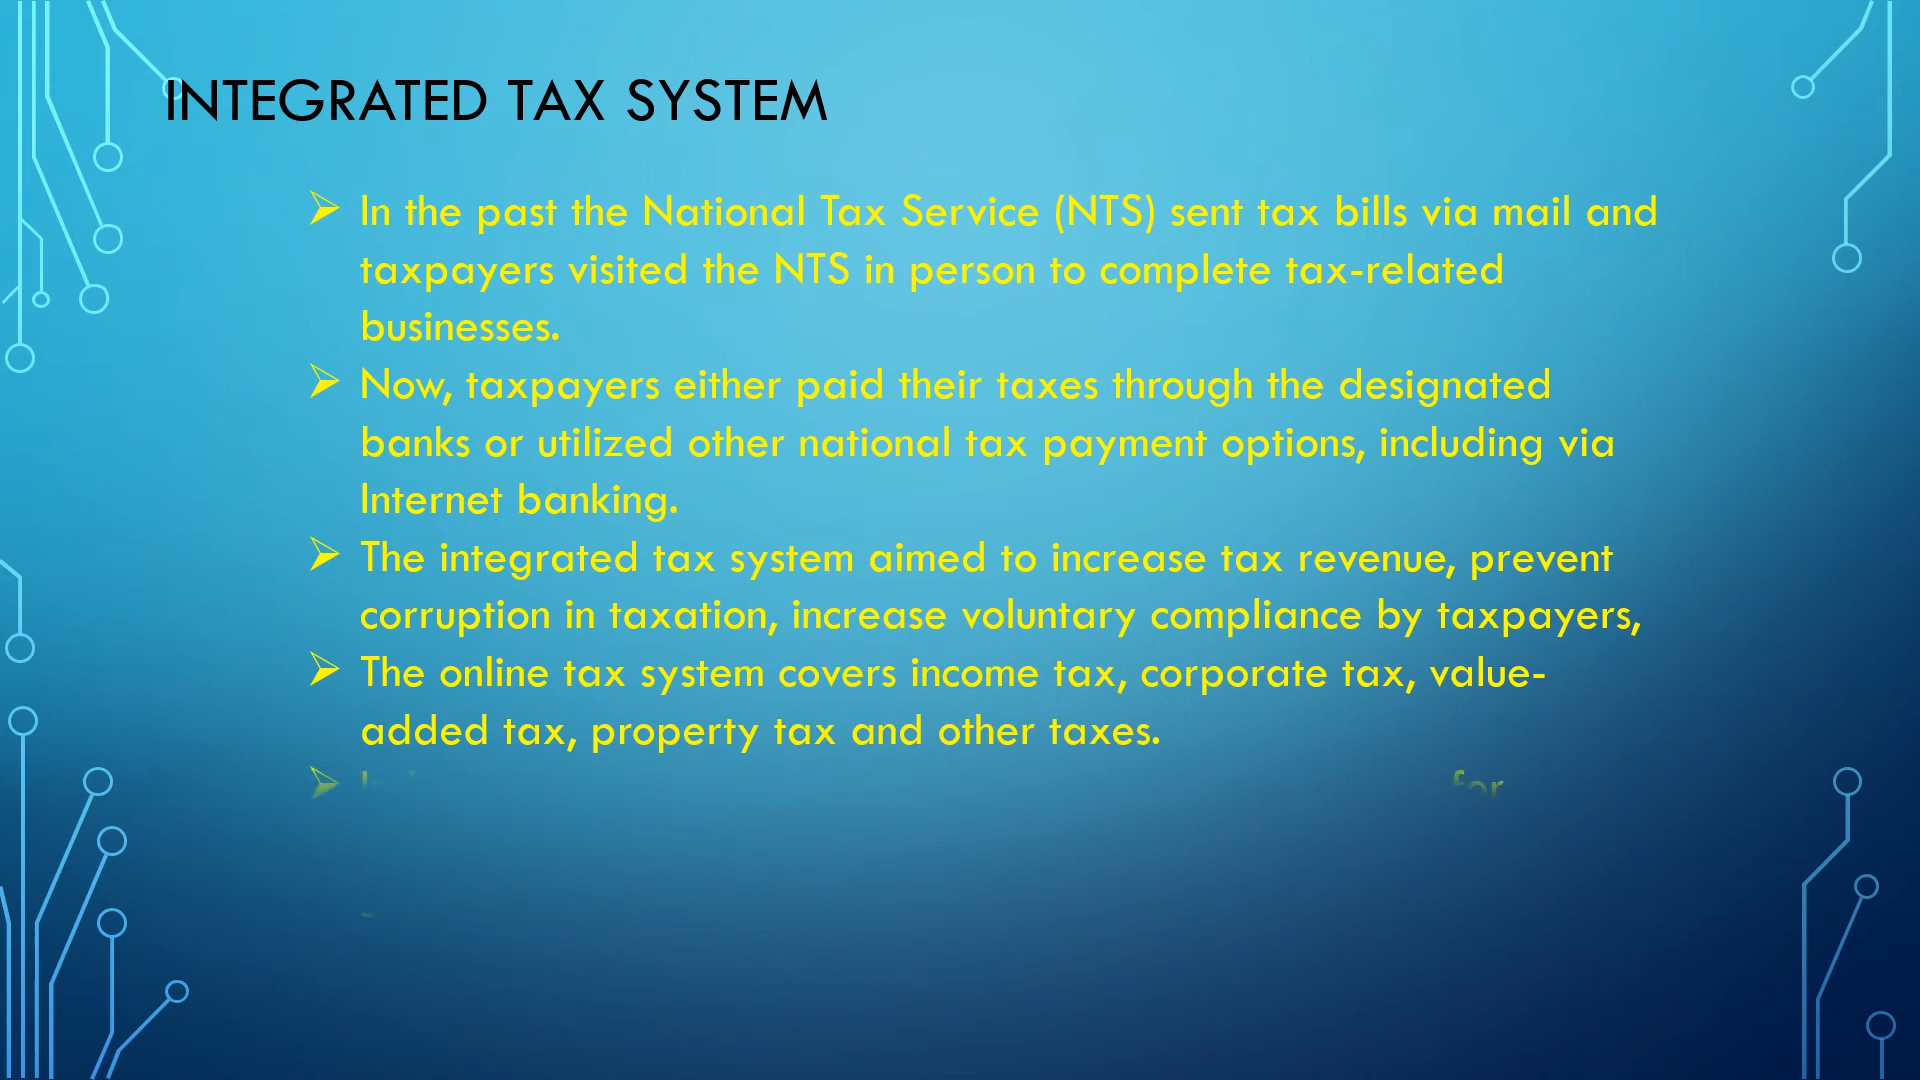 INTEGRATED TAX SYSTEM
➢ In the past the National Tax Service (NTS) sent tax bills via mail and
taxpayers visited the NTS in person to complete tax-related
businesses.
➢ Now, taxpayers either paid their taxes through the designated
banks or utilized other national tax payment options, including via
Internet banking.
➢ The integrated tax system aimed to increase tax revenue, prevent
corruption in taxation, increase voluntary compliance by taxpayers,
➢ The online tax system covers income tax, corporate tax, value-
added tax, property tax and other taxes.
➢ for